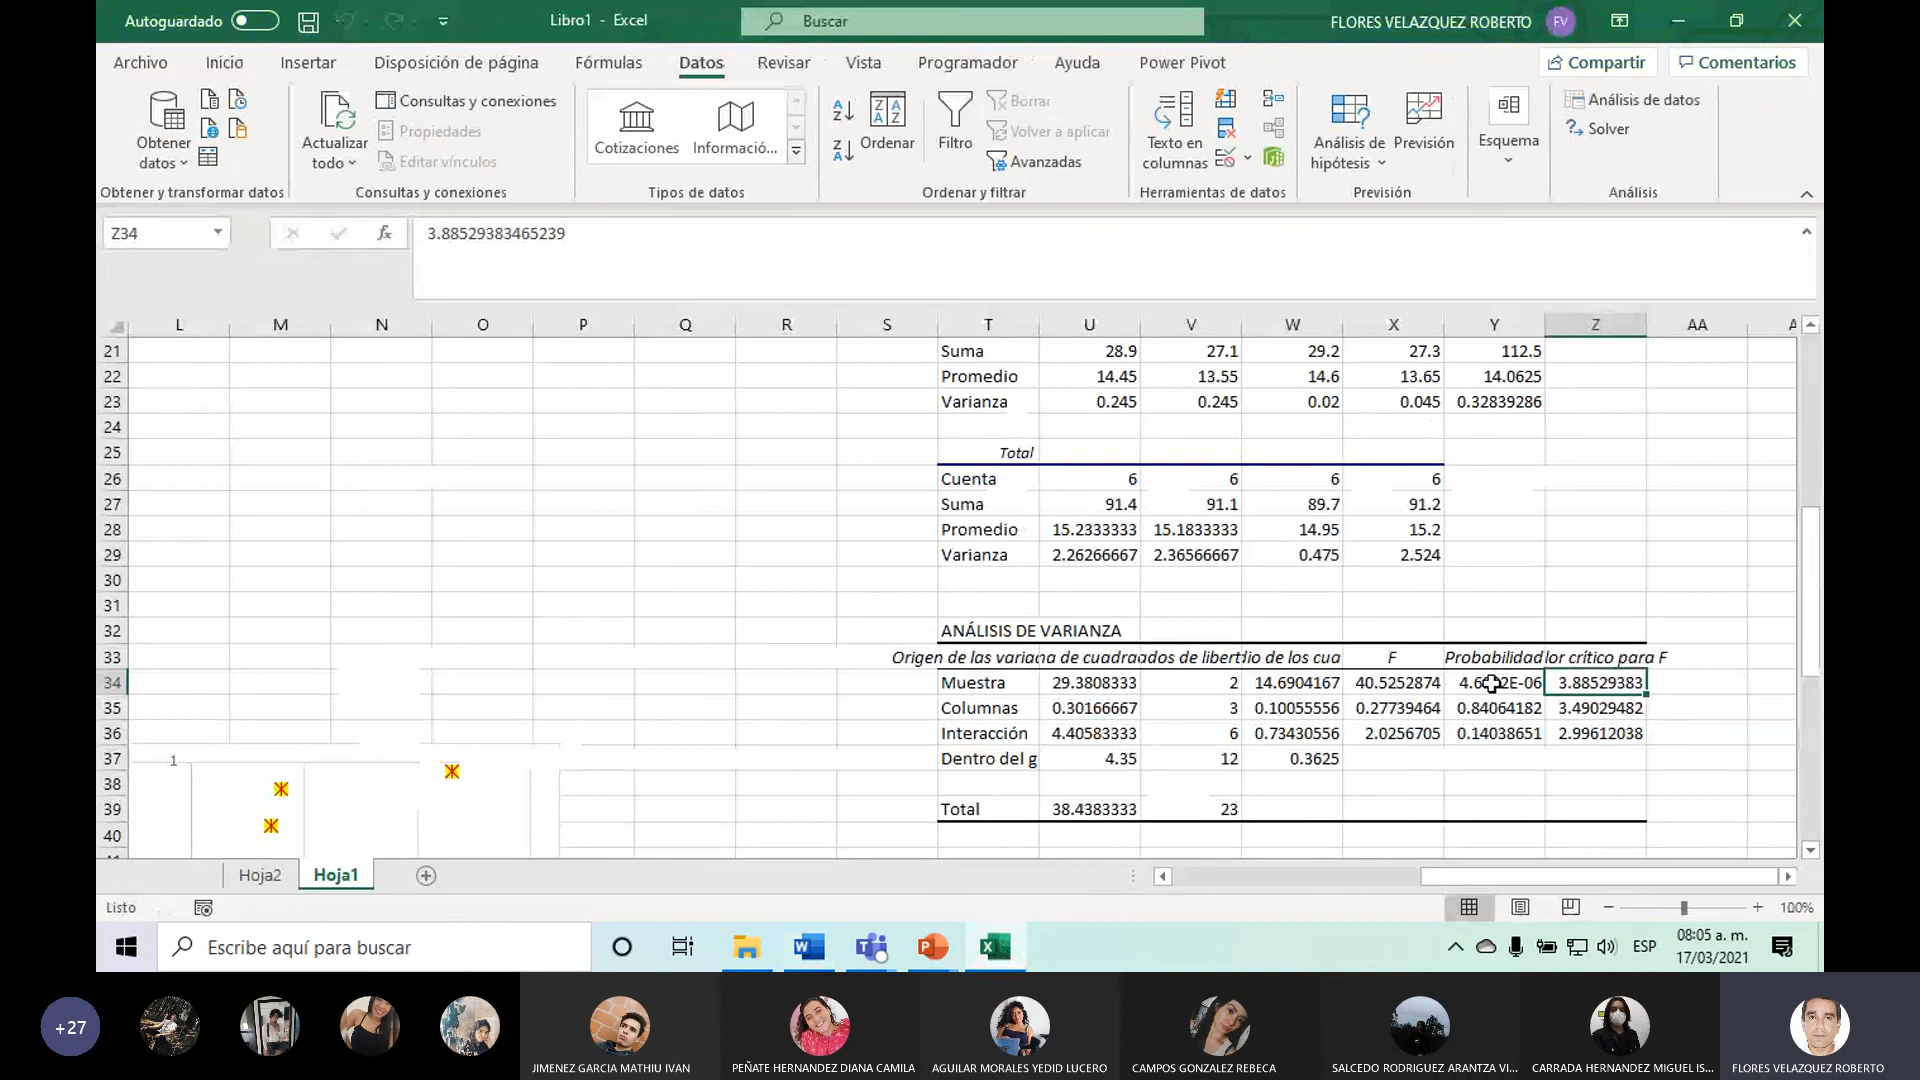 Autoguardado
Libro1 - Excel
Buscar
FLORES VELAZQUEZ ROBERTO FV
Archivo Inicio Insertar Disposición de página Fórmulas Datos Revisar Vista Programador Ayuda Power Pivot Compartir Comentarios
Obtener datos
Actualizar todo
Consultas y conexiones
Propiedades
Editar vínculos
Cotizaciones
Informació...
Ordenar
Filtro
Borrar
Volver a aplicar
Avanzadas
Texto en columnas
Análisis de hipótesis
Previsión
Esquema
Análisis de datos
Solver
Obtener y transformar datos Consultas y conexiones Tipos de datos Ordenar y filtrar Herramientas de datos Previsión Análisis
Z34 fx 3.88529383465239
L M N O P Q R S T U V W X Y Z AA
21 Suma 28.9 27.1 29.2 27.3 112.5
22 Promedio 14.45 13.55 14.6 13.65 14.0625
23 Varianza 0.245 0.245 0.02 0.045 0.32839286
24
25 Total
26 Cuenta 6 6 6 6
27 Suma 91.4 91.1 89.7 91.2
28 Promedio 15.2333333 15.1833333 14.95 15.2
29 Varianza 2.26266667 2.36566667 0.475 2.524
30
31
32 ANÁLISIS DE VARIANZA
33 Origen de las varia na de cuadra dos de libert lio de los cua F Probabilidad lor crítico para F
34 Muestra 29.3808333 2 14.6904167 40.5252874 3.88529383
35 Columnas 0.30166667 3 0.10055556 0.27739464 0.84064182 3.49029482
36 Interacción 4.40583333 6 0.73430556 2.0256705 0.14038651 2.99612038
37 Dentro del g 4.35 12 0.3625
38
39 Total 38.4383333 23
40
1
Hoja2 Hoja1
Listo 100%
Escribe aquí para buscar
ESP
08:05 a. m.
17/03/2021
+27
JIMENEZ GARCIA MATHIU IVAN
PEÑATE HERNANDEZ DIANA CAMILA
AGUILAR MORALES YEDID LUCERO
CAMPOS GONZALEZ REBECA
SALCEDO RODRIGUEZ ARANTZA VI...
CARRADA HERNANDEZ MIGUEL IS...
FLORES VELAZQUEZ ROBERTO